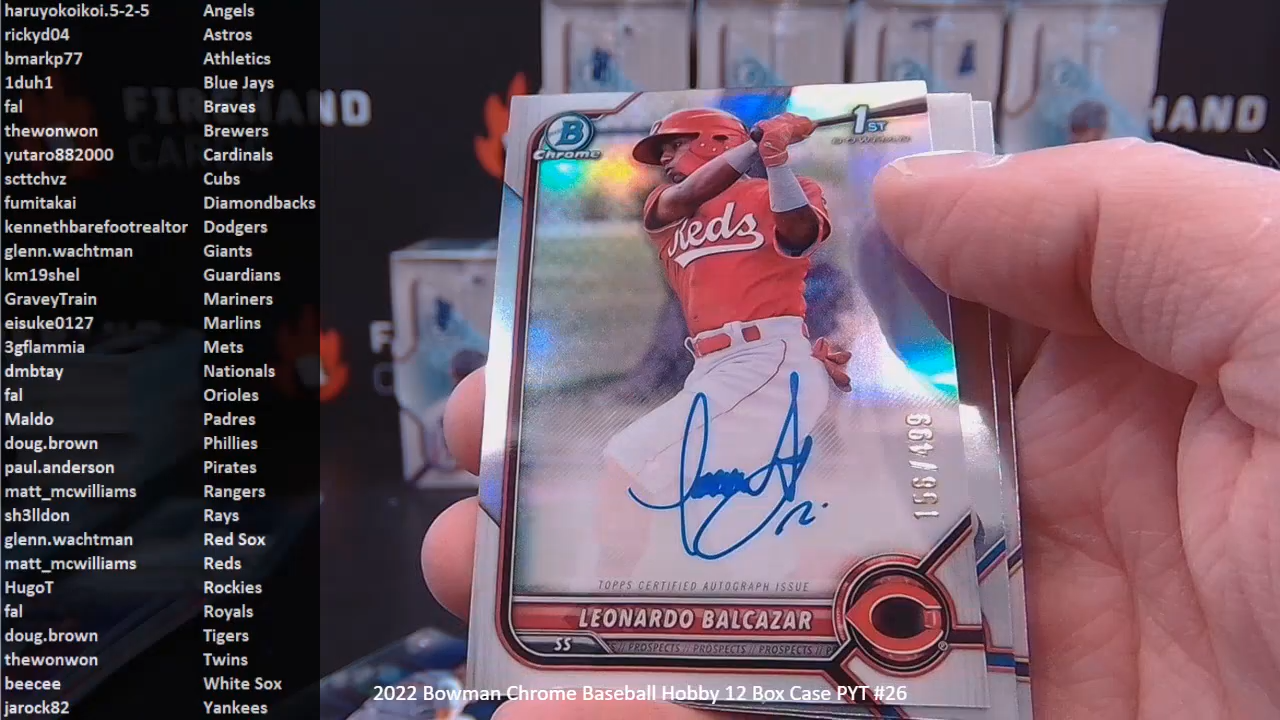 haruyokoikoi.5-2-5 Angels
rickyd04 Astros
bmarkp77 Athletics
1duh1 Blue Jays
fal Braves
thewonwon Brewers
yutaro882000 Cardinals
scttchvz Cubs
fumitakai Diamondbacks
kennethbarefootrealtor Dodgers
glenn.wachtman Giants
km19shel Guardians
GraveyTrain Mariners
eisuke0127 Marlins
3gflammia Mets
dmbtay Nationals
fal Orioles
Maldo Padres
doug.brown Phillies
paul.anderson Pirates
matt_mcwilliams Rangers
sh3lldon Rays
glenn.wachtman Red Sox
matt_mcwilliams Reds
HugoT Rockies
fal Royals
doug.brown Tigers
thewonwon Twins
beecee White Sox
jarock82 Yankees
B
Chrome
1ST
BOWMAN
Reds
156/499
TOPPS CERTIFIED AUTOGRAPH ISSUE
LEONARDO BALCAZAR
SS
PROSPECTS // PROSPECTS // PROSPECTS // P
C
2022 Bowman Chrome Baseball Hobby 12 Box Case PYT #26